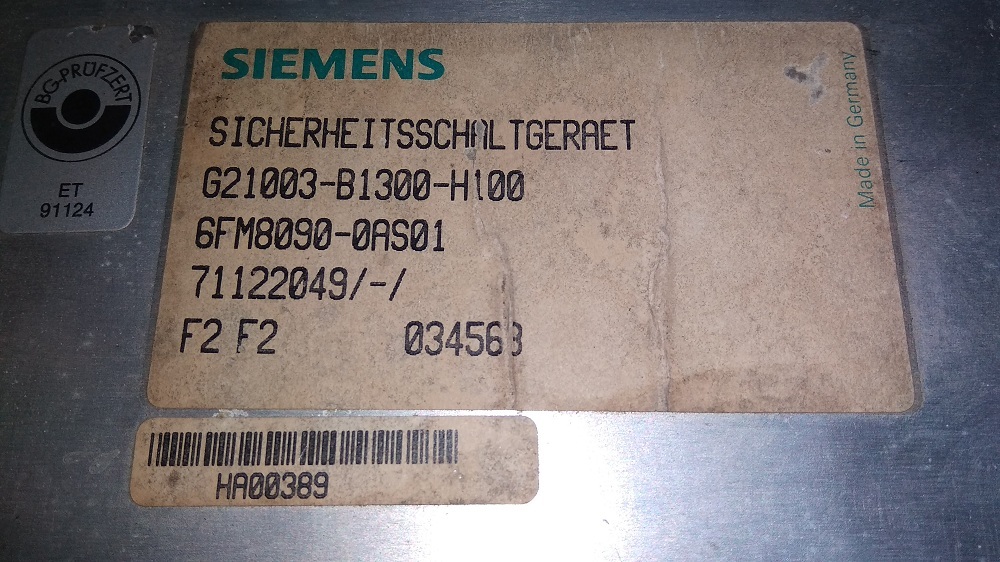 BG-PRÜFZERT
ET
91124
SIEMENS
SICHERHEITSSCHALTGERAET
G21003-B1300-H100
6FM8090-0AS01
71122049/-/
F2 F2 034563
Made in Germany
HA00389